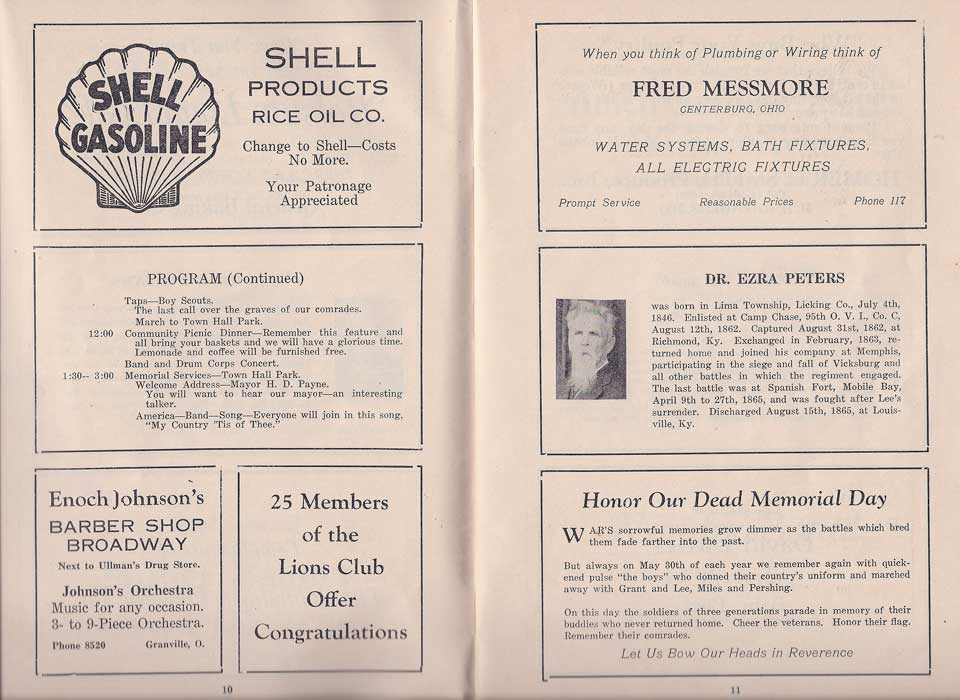 SHELL
GASOLINE
SHELL
PRODUCTS
RICE OIL CO.
Change to Shell—Costs
No More.
Your Patronage
Appreciated
PROGRAM (Continued)
Taps—Boy Scouts.
The last call over the graves of our comrades.
March to Town Hall Park.
12:00 Community Picnic Dinner—Remember this feature and
all bring your baskets and we will have a glorious time.
Lemonade and coffee will be furnished free.
Band and Drum Corps Concert.
1:30-- 3:00 Memorial Services—Town Hall Park.
Welcome Address—Mayor H. D. Payne.
You will want to hear our mayor—an interesting
talker.
America—Band—Song—Everyone will join in this song,
"My Country 'Tis of Thee."
Enoch Johnson's
BARBER SHOP
BROADWAY
Next to Ullman's Drug Store.
Johnson's Orchestra
Music for any occasion.
3- to 9-Piece Orchestra.
Phone 8520 Granville, O.
25 Members
of the
Lions Club
Offer
Congratulations
10
When you think of Plumbing or Wiring think of
FRED MESSMORE
CENTERBURG, OHIO
WATER SYSTEMS, BATH FIXTURES,
ALL ELECTRIC FIXTURES
Prompt Service Reasonable Prices Phone 117
DR. EZRA PETERS
was born in Lima Township, Licking Co., July 4th,
1846. Enlisted at Camp Chase, 95th O. V. I., Co. C,
August 12th, 1862. Captured August 31st, 1862, at
Richmond, Ky. Exchanged in February, 1863, re-
turned home and joined his company at Memphis,
participating in the siege and fall of Vicksburg and
all other battles in which the regiment engaged.
The last battle was at Spanish Fort, Mobile Bay,
April 9th to 27th, 1865, and was fought after Lee's
surrender. Discharged August 15th, 1865, at Louis-
ville, Ky.
Honor Our Dead Memorial Day
WAR'S sorrowful memories grow dimmer as the battles which bred
them fade farther into the past.
But always on May 30th of each year we remember again with quick-
ened pulse "the boys" who donned their country's uniform and marched
away with Grant and Lee, Miles and Pershing.
On this day the soldiers of three generations parade in memory of their
buddies who never returned home. Cheer the veterans. Honor their flag.
Remember their comrades.
Let Us Bow Our Heads in Reverence
11